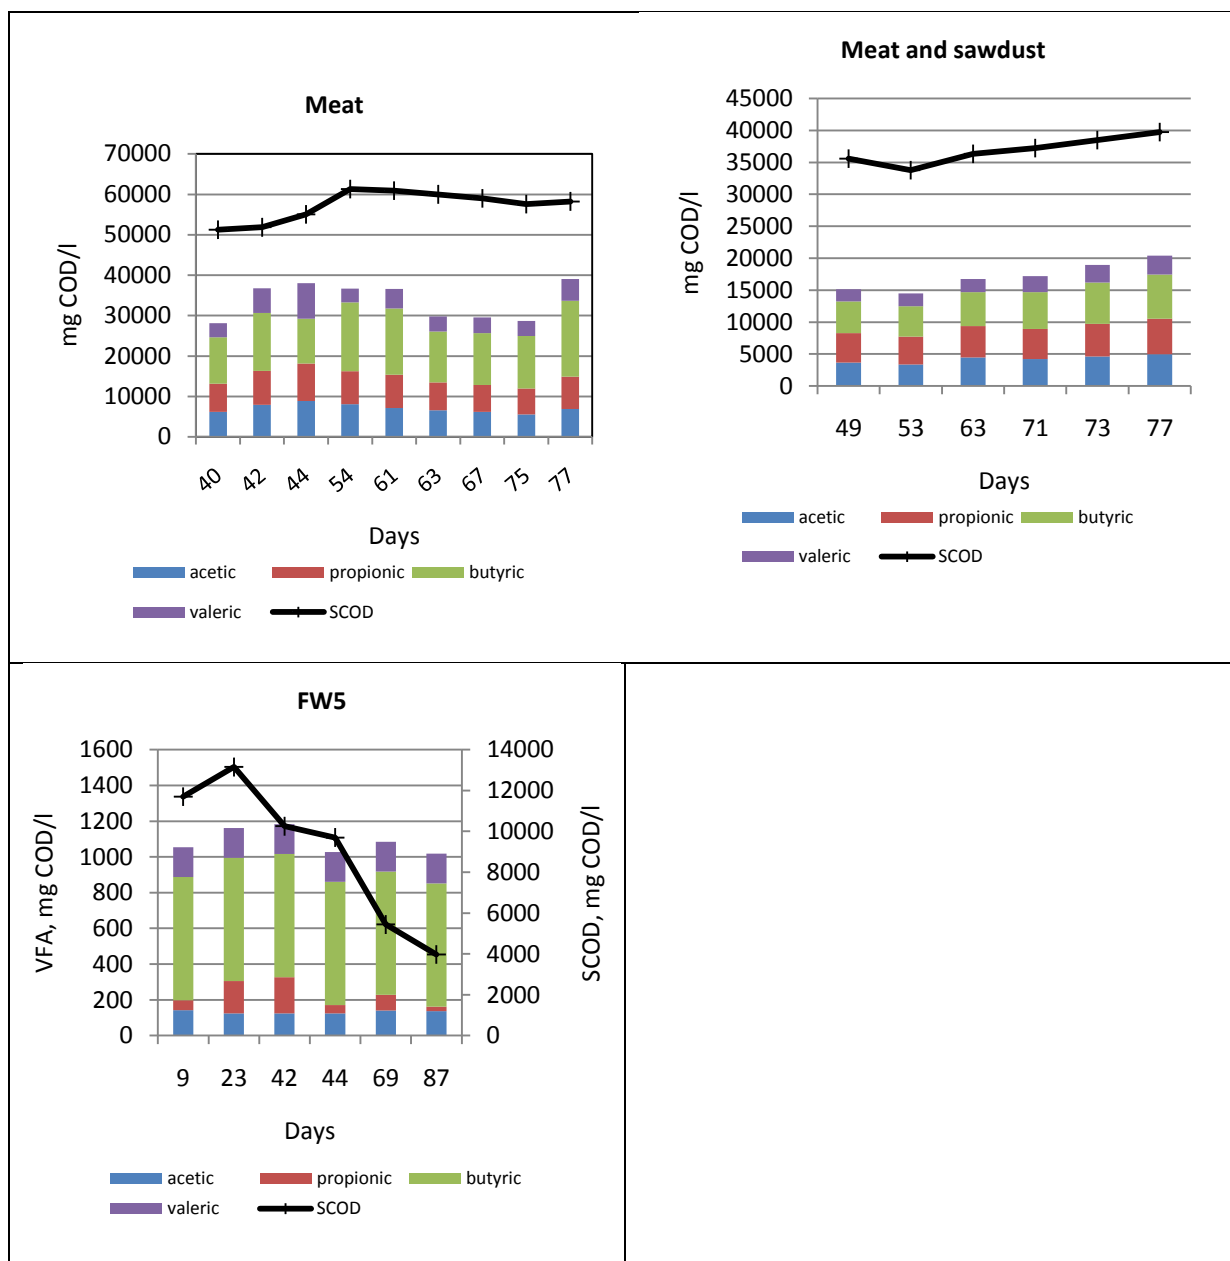 Meat
70000
60000
50000
40000
30000
20000
10000
0
mg COD/l
40 42 44 54 61 63 67 75 77
Days
acetic propionic butyric
valeric SCOD
Meat and sawdust
45000
40000
35000
30000
25000
20000
15000
10000
5000
0
mg COD/l
49 53 63 71 73 77
Days
acetic propionic butyric
valeric SCOD
FW5
1600
1400
1200
1000
800
600
400
200
0
VFA, mg COD/l
14000
12000
10000
8000
6000
4000
2000
0
SCOD, mg COD/l
9 23 42 44 69 87
Days
acetic propionic butyric
valeric SCOD